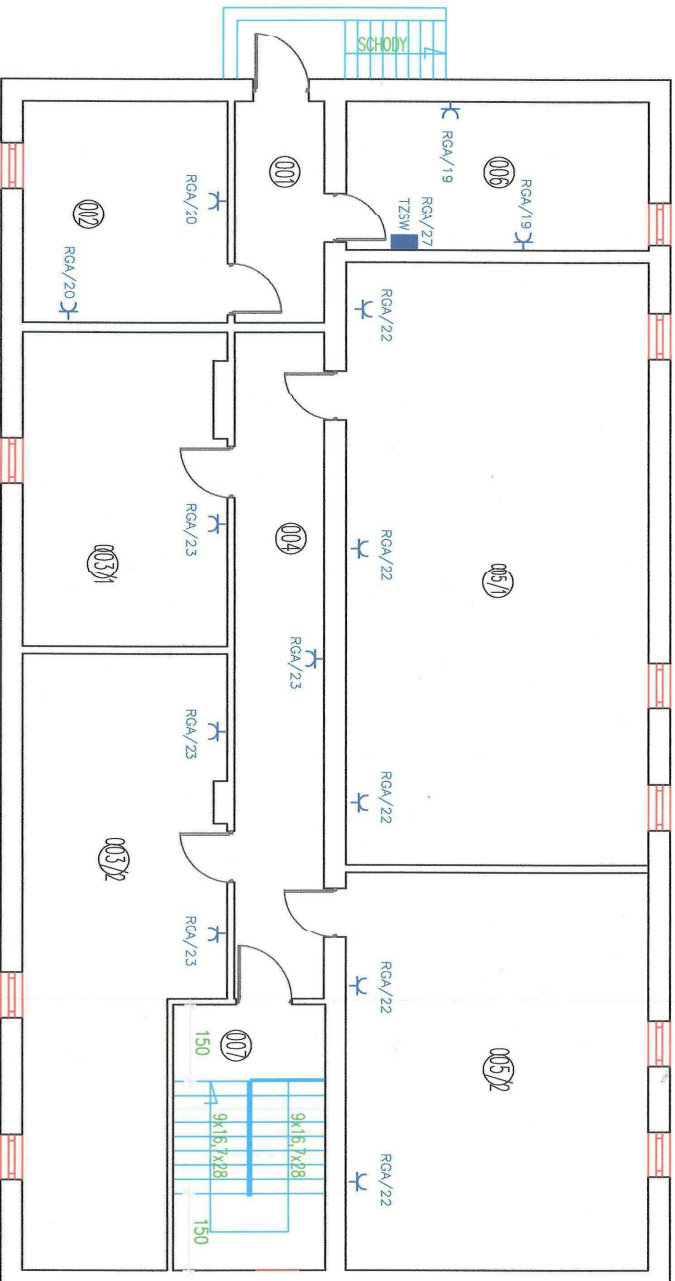 SCHODY
RGA/19
006
RGA/19
RGA/27
TZSW
001
RGA/20
002
RGA/20
RGA/22
005/1
RGA/22
004
RGA/23
003/1
RGA/23
RGA/22
RGA/23
003/2
RGA/23
RGA/22
005/2
RGA/22
007
150
9x16,7x28
9x16,7x28
150